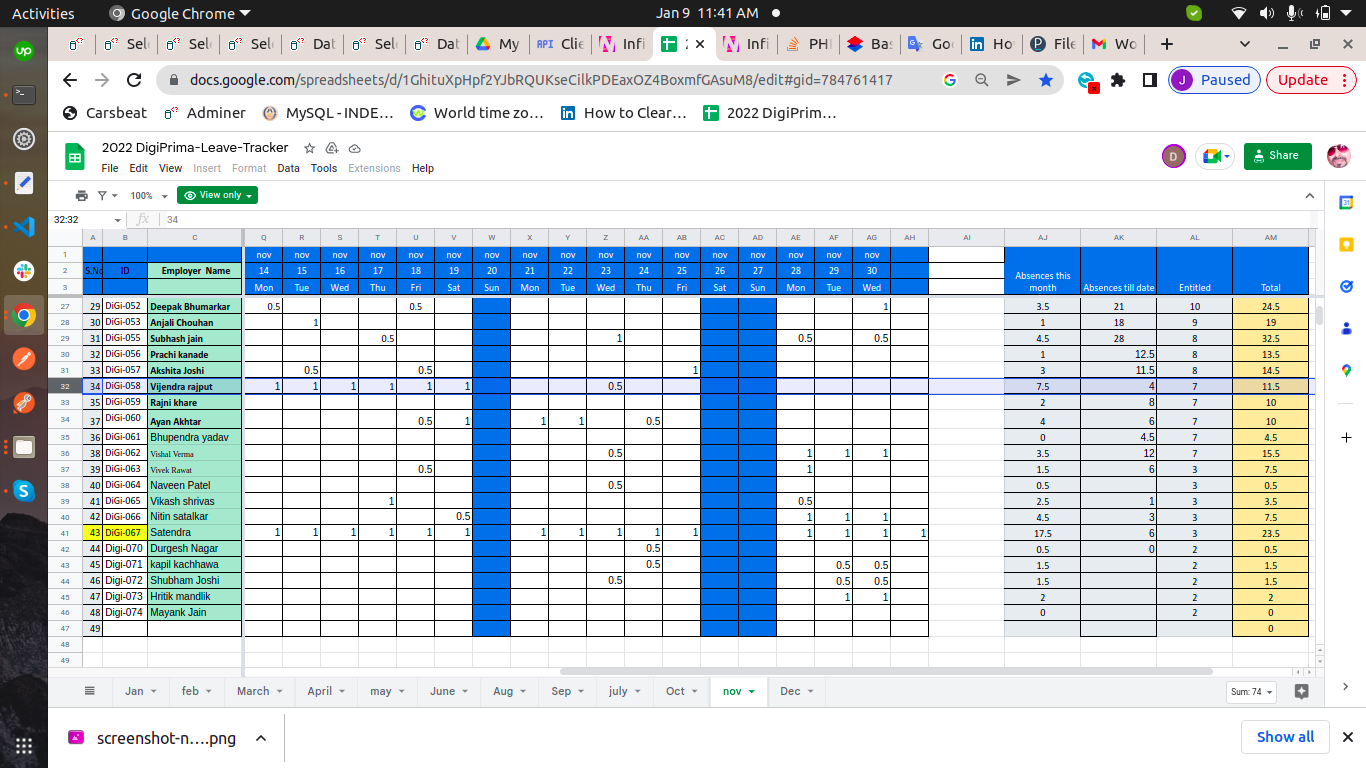 Activities Google Chrome Jan 9 11:41 AM
Sele Sele Sele Dat Sele Dat My API Clie Infi 2 Infi PHI Bas Goo Ho File Wo
docs.google.com/spreadsheets/d/1GhituXpHpf2YJbRQUKseCilkPDEaxOZ4BoxmfGAsuM8/edit#gid=784761417 J Paused Update
Carsbeat Adminer MySQL - INDE… World time zo… How to Clear… 2022 DigiPrim…
2022 DigiPrima-Leave-Tracker D Share
File Edit View Insert Format Data Tools Extensions Help
100% View only
32:32 fx 34
A B C Q R S T U V W X Y Z AA AB AC AD AE AF AG AH AI AJ AK AL AM
1 nov nov nov nov nov nov nov nov nov nov nov nov nov nov nov nov nov
2 S.No ID Employer Name 14 15 16 17 18 19 20 21 22 23 24 25 26 27 28 29 30 Absences this month Absences till date Entitled Total
3 Mon Tue Wed Thu Fri Sat Sun Mon Tue Wed Thu Fri Sat Sun Mon Tue Wed
27 29 DiGi-052 Deepak Bhumarkar 0.5 0.5 1 3.5 21 10 24.5
28 30 DiGi-053 Anjali Chouhan 1 1 18 9 19
29 31 DiGi-055 Subhash jain 0.5 1 0.5 0.5 4.5 28 8 32.5
30 32 DiGi-056 Prachi kanade 1 12.5 8 13.5
31 33 DiGi-057 Akshita Joshi 0.5 0.5 1 3 11.5 8 14.5
32 34 DiGi-058 Vijendra rajput 1 1 1 1 1 1 0.5 7.5 4 7 11.5
33 35 DiGi-059 Rajni khare 2 8 7 10
34 37 DiGi-060 Ayan Akhtar 0.5 1 1 1 0.5 4 6 7 10
35 36 DiGi-061 Bhupendra yadav 0 4.5 7 4.5
36 38 DiGi-062 Vishal Verma 0.5 1 1 1 3.5 12 7 15.5
37 39 DiGi-063 Vivek Rawat 0.5 1 1.5 6 3 7.5
38 40 DiGi-064 Naveen Patel 0.5 0.5 3 0.5
39 41 DiGi-065 Vikash shrivas 1 0.5 2.5 1 3 3.5
40 42 DiGi-066 Nitin satalkar 0.5 1 1 1 4.5 3 3 7.5
41 43 DiGi-067 Satendra 1 1 1 1 1 1 1 1 1 1 1 1 1 1 1 17.5 6 3 23.5
42 44 Digi-070 Durgesh Nagar 0.5 0.5 0 2 0.5
43 45 Digi-071 kapil kachhawa 0.5 0.5 0.5 1.5 2 1.5
44 46 Digi-072 Shubham Joshi 0.5 0.5 0.5 1.5 2 1.5
45 47 Digi-073 Hritik mandlik 1 1 2 2 2
46 48 Digi-074 Mayank Jain 0 2 0
47 49 0
48
49
Jan feb March April may June Aug Sep july Oct nov Dec Sum: 74
screenshot-n….png Show all